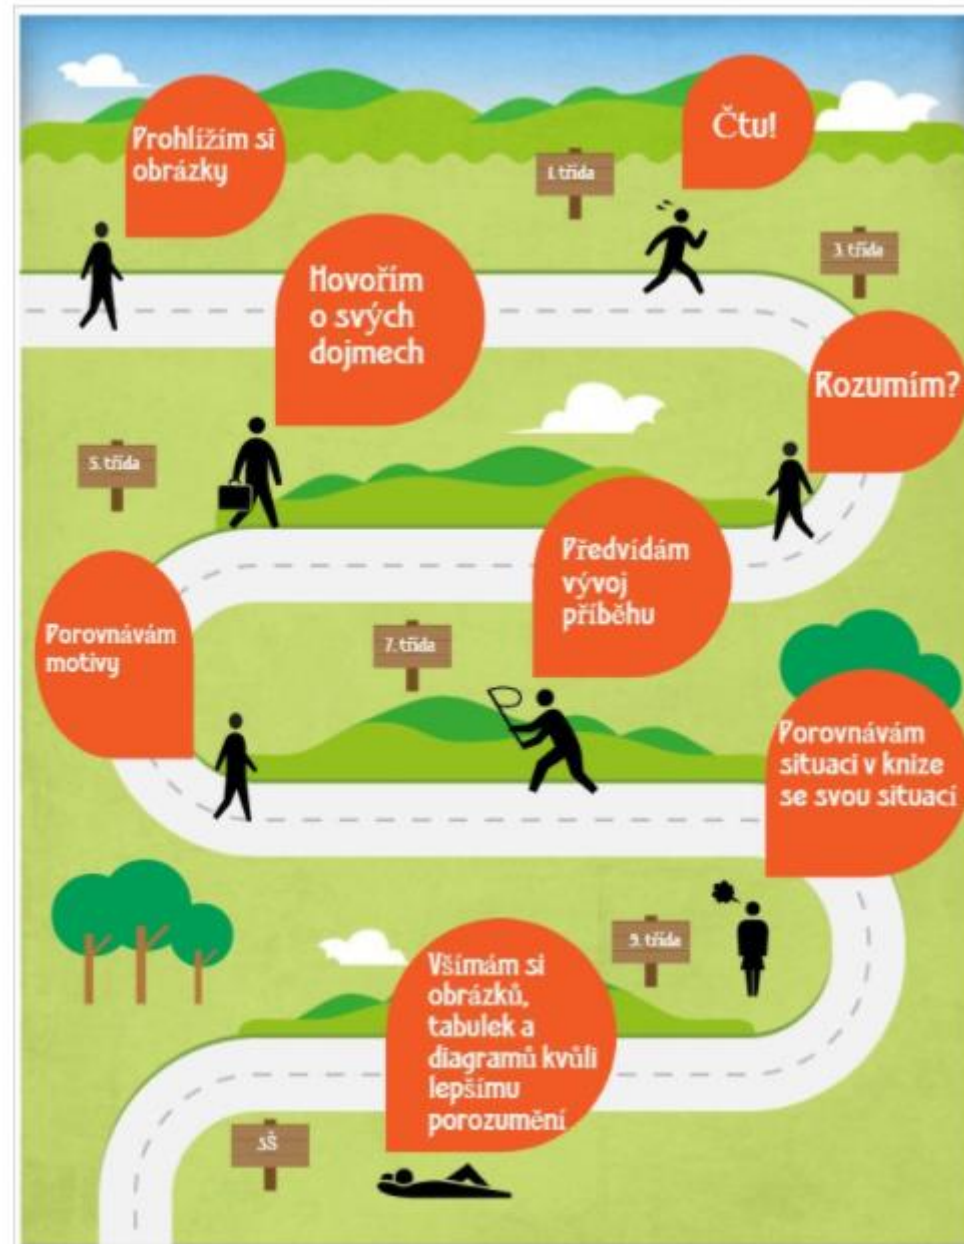 Prohlížím si
obrázky
Čtu!
1. třída
3. třída
Hovořím
o svých
dojmech
Rozumím?
5. třída
Předvídám
vývoj
příběhu
Porovnávám
motivy
7. třída
Porovnávám
situaci v knize
se svou situací
9. třída
Všímám si
obrázků,
tabulek a
diagramů kvůli
lepšímu
porozumění
SŠ